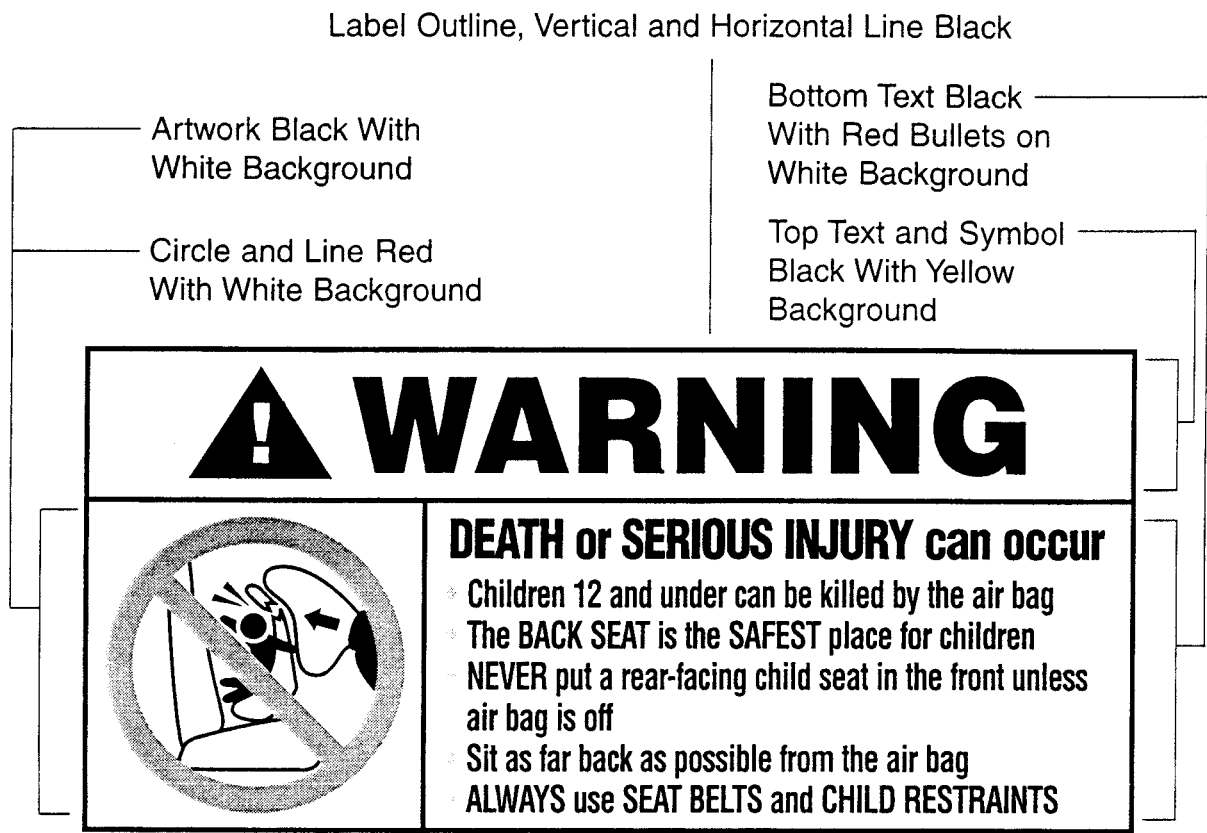 Label Outline, Vertical and Horizontal Line Black
Artwork Black With
White Background
Circle and Line Red
With White Background
Bottom Text Black
With Red Bullets on
White Background
Top Text and Symbol
Black With Yellow
Background
! WARNING
DEATH or SERIOUS INJURY can occur
Children 12 and under can be killed by the air bag
The BACK SEAT is the SAFEST place for children
NEVER put a rear-facing child seat in the front unless
air bag is off
Sit as far back as possible from the air bag
ALWAYS use SEAT BELTS and CHILD RESTRAINTS